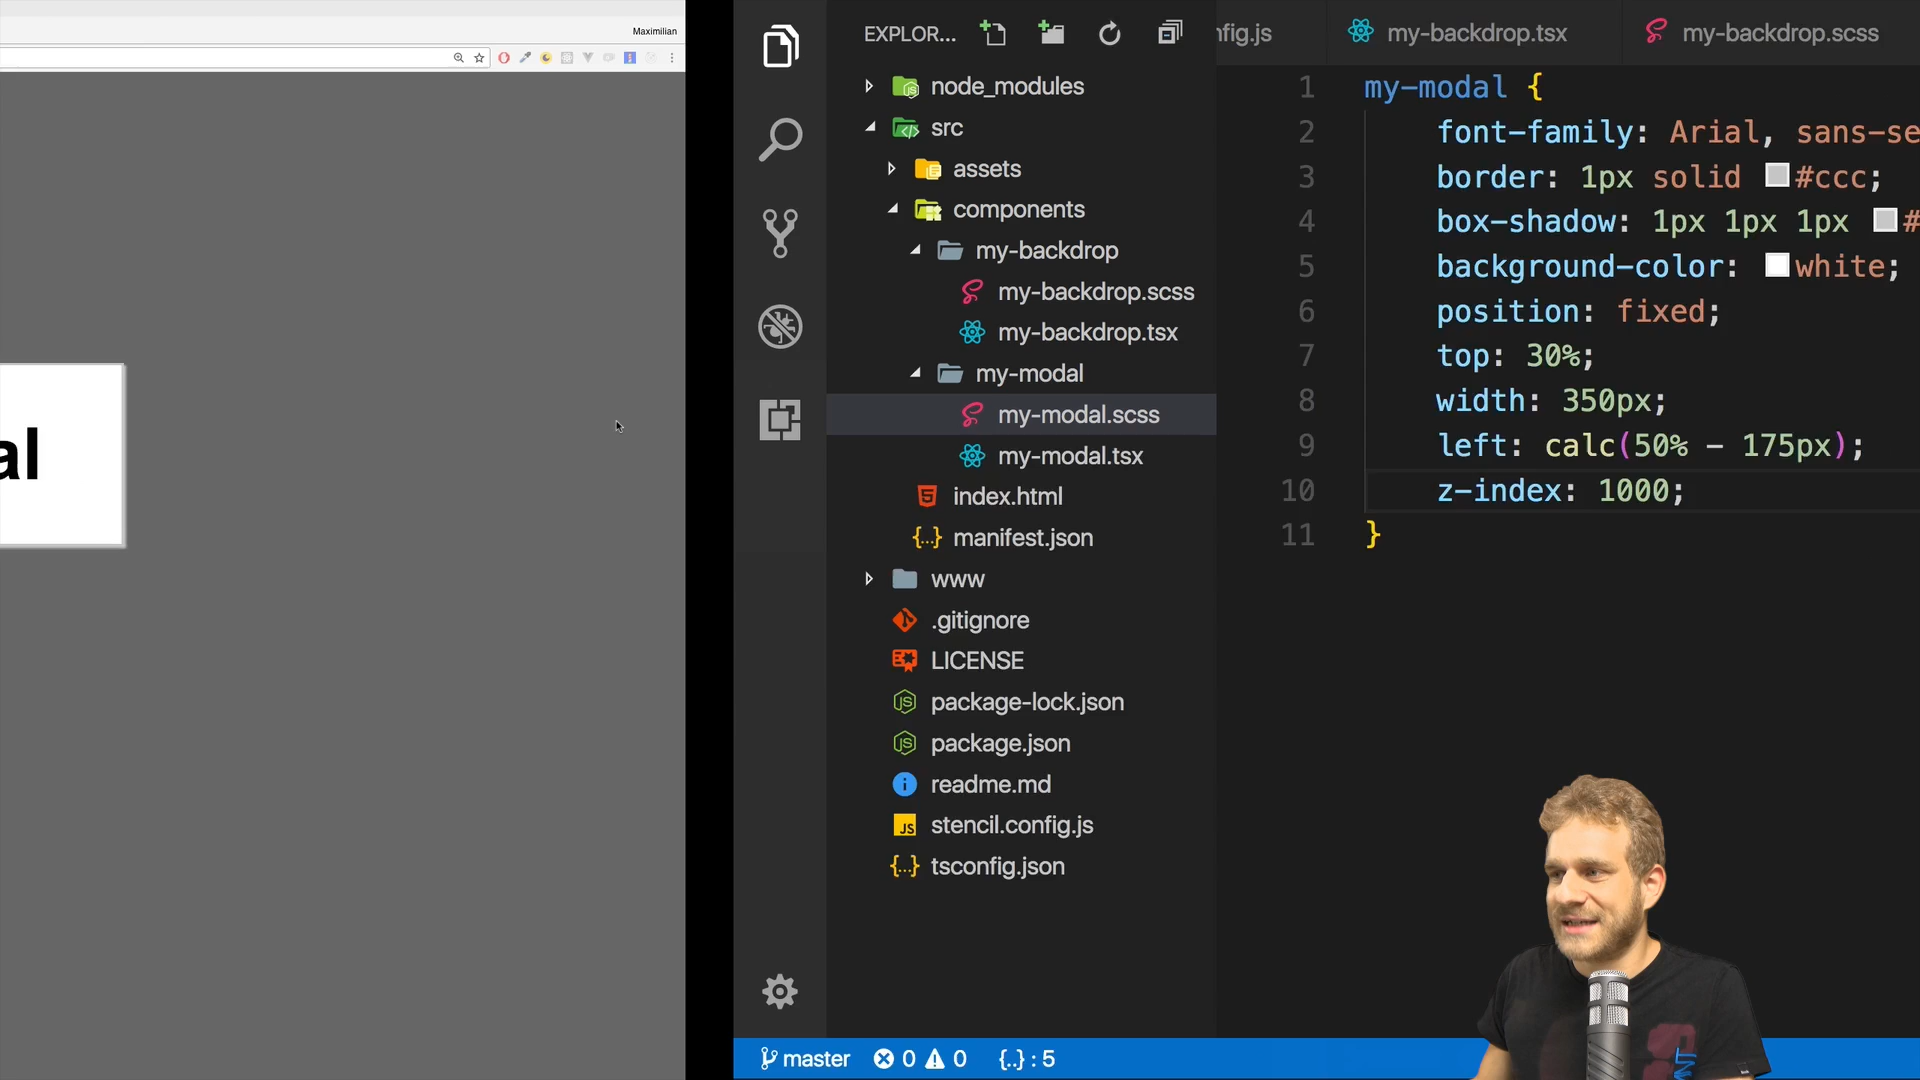 Maximilian
al
EXPLOR...
node_modules
src
assets
components
my-backdrop
my-backdrop.scss
my-backdrop.tsx
my-modal
my-modal.scss
my-modal.tsx
index.html
manifest.json
www
.gitignore
LICENSE
package-lock.json
package.json
readme.md
stencil.config.js
tsconfig.json
nfig.js
my-backdrop.tsx
my-backdrop.scss
1 my-modal {
2 font-family: Arial, sans-se
3 border: 1px solid #ccc;
4 box-shadow: 1px 1px 1px #
5 background-color: white;
6 position: fixed;
7 top: 30%;
8 width: 350px;
9 left: calc(50% - 175px);
10 z-index: 1000;
11 }
master 0 0 {..} : 5